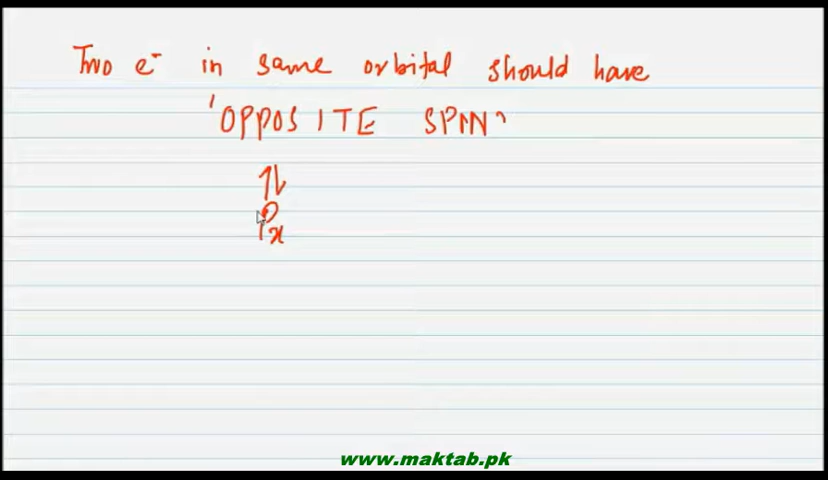 Two e⁻ in same orbital should have
'OPPOSITE SPIN'
↑↓
Px
www.maktab.pk